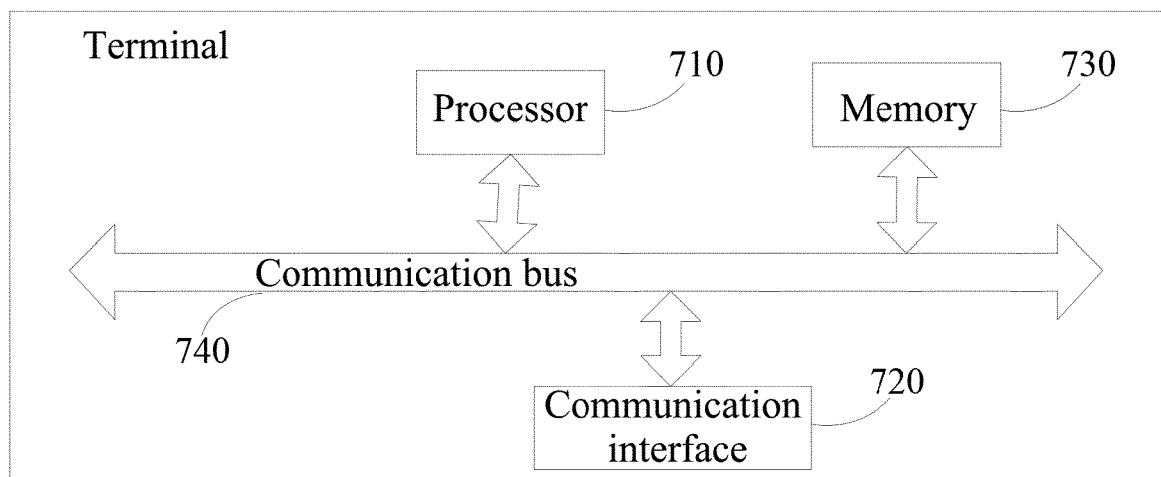 Terminal
710
730
Processor
Memory
Communication bus
740
720
Communication
interface